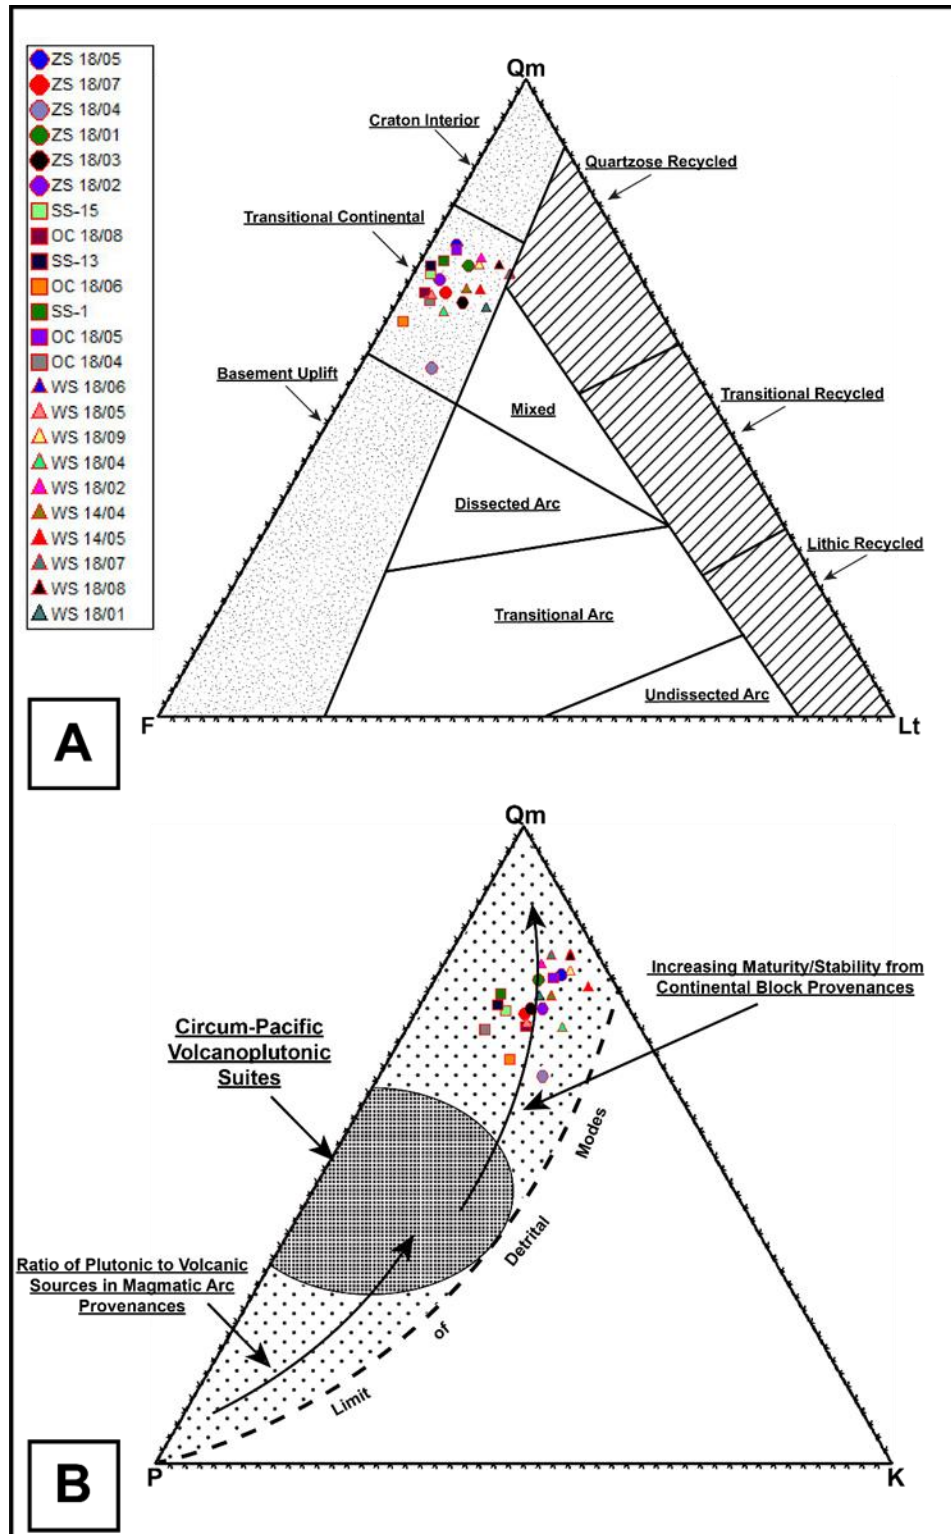 ZS 18/05
ZS 18/07
ZS 18/04
ZS 18/01
ZS 18/03
ZS 18/02
SS-15
OC 18/08
SS-13
OC 18/06
SS-1
OC 18/05
OC 18/04
WS 18/06
WS 18/05
WS 18/09
WS 18/04
WS 18/02
WS 14/04
WS 14/05
WS 18/07
WS 18/08
WS 18/01
Qm
Craton Interior
Quartzose Recycled
Transitional Continental
Basement Uplift
Mixed
Transitional Recycled
Dissected Arc
Lithic Recycled
Transitional Arc
Undissected Arc
F
Lt
A
Qm
Increasing Maturity/Stability from
Continental Block Provenances
Circum-Pacific
Volcanoplutonic
Suites
Ratio of Plutonic to Volcanic
Sources in Magmatic Arc
Provenances
Limit
of
Detrital
Modes
P
K
B